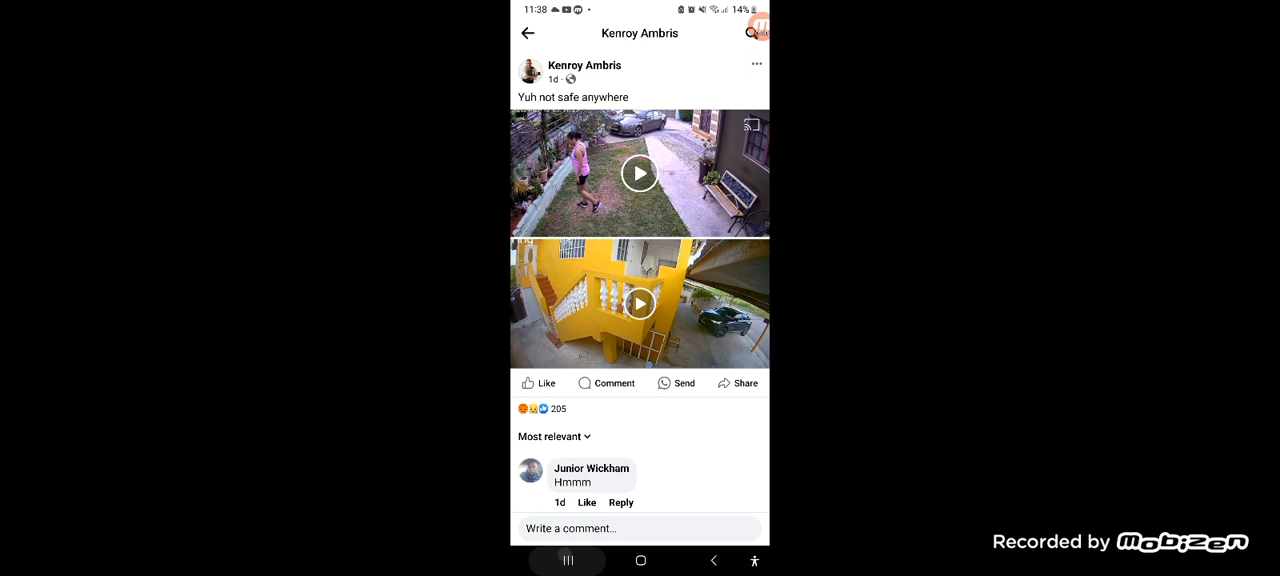 11:38
14%
Kenroy Ambris
Kenroy Ambris
1d
Yuh not safe anywhere
Like
Comment
Send
Share
205
Most relevant
Junior Wickham
Hmmm
1d Like Reply
Write a comment...
Recorded by mobizen